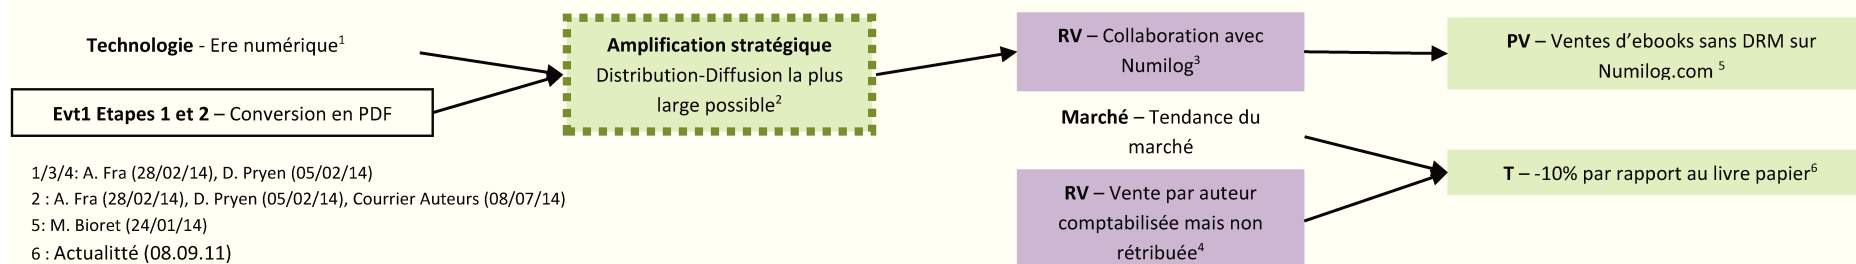 Technologie - Ere numérique1
Evt1 Etapes 1 et 2 – Conversion en PDF
Amplification stratégique
Distribution-Diffusion la plus
large possible2
RV – Collaboration avec
Numilog3
PV – Ventes d’ebooks sans DRM sur
Numilog.com 5
Marché – Tendance du
marché
RV – Vente par auteur
comptabilisée mais non
rétribuée4
T – -10% par rapport au livre papier6
1/3/4: A. Fra (28/02/14), D. Pryen (05/02/14)
2 : A. Fra (28/02/14), D. Pryen (05/02/14), Courrier Auteurs (08/07/14)
5: M. Bioret (24/01/14)
6 : Actualitté (08.09.11)